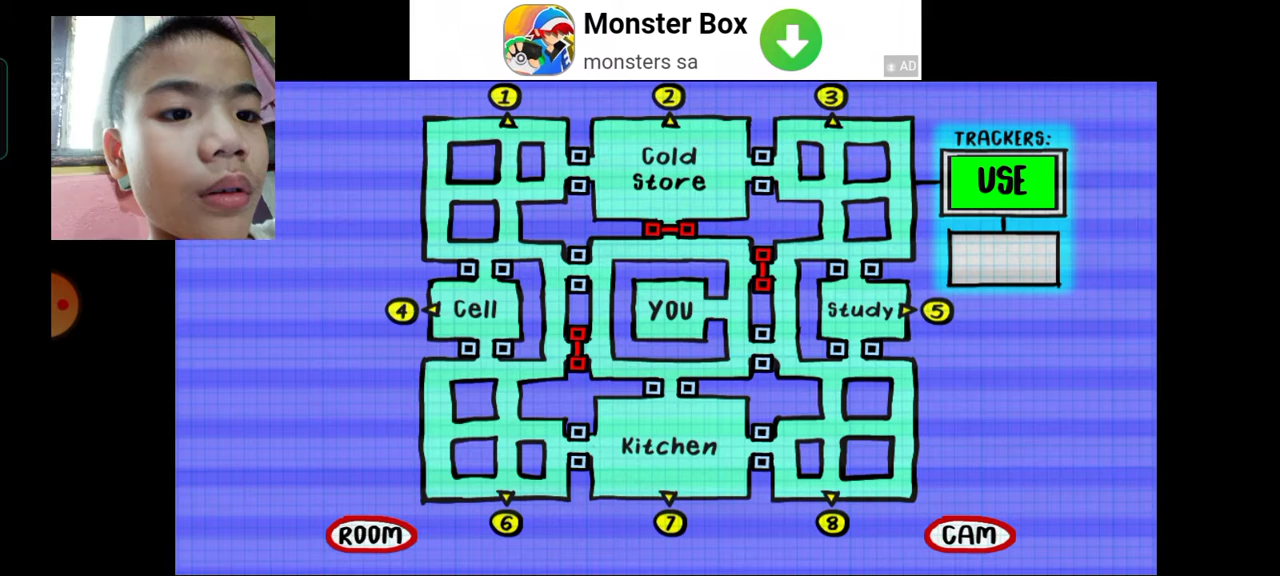 Monster Box
monsters sa
AD
1
2
3
TRACKERS:
USE
Cold
Store
4
Cell
YOU
Study
5
Kitchen
6
7
8
ROOM
CAM